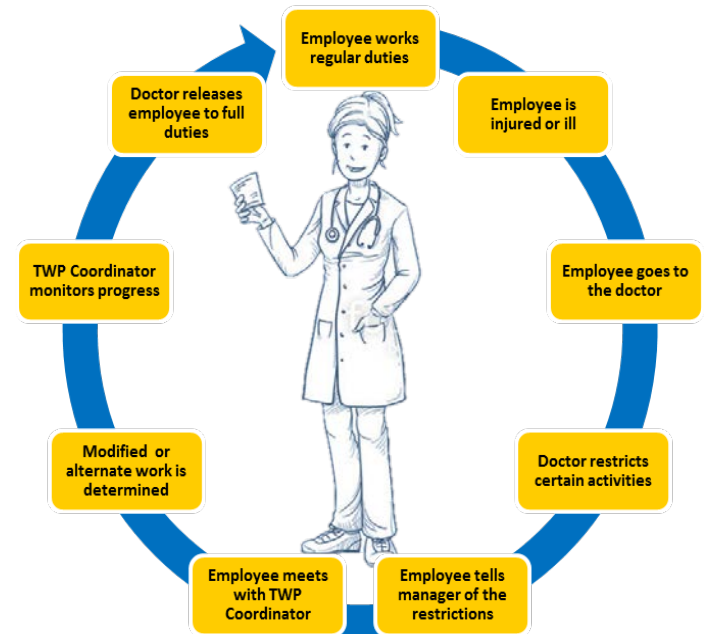 Employee works
regular duties
Employee is
injured or ill
Employee goes to
the doctor
Doctor restricts
certain activities
Employee tells
manager of the
restrictions
Employee meets
with TWP
Coordinator
Modified or
alternate work is
determined
TWP Coordinator
monitors progress
Doctor releases
employee to full
duties